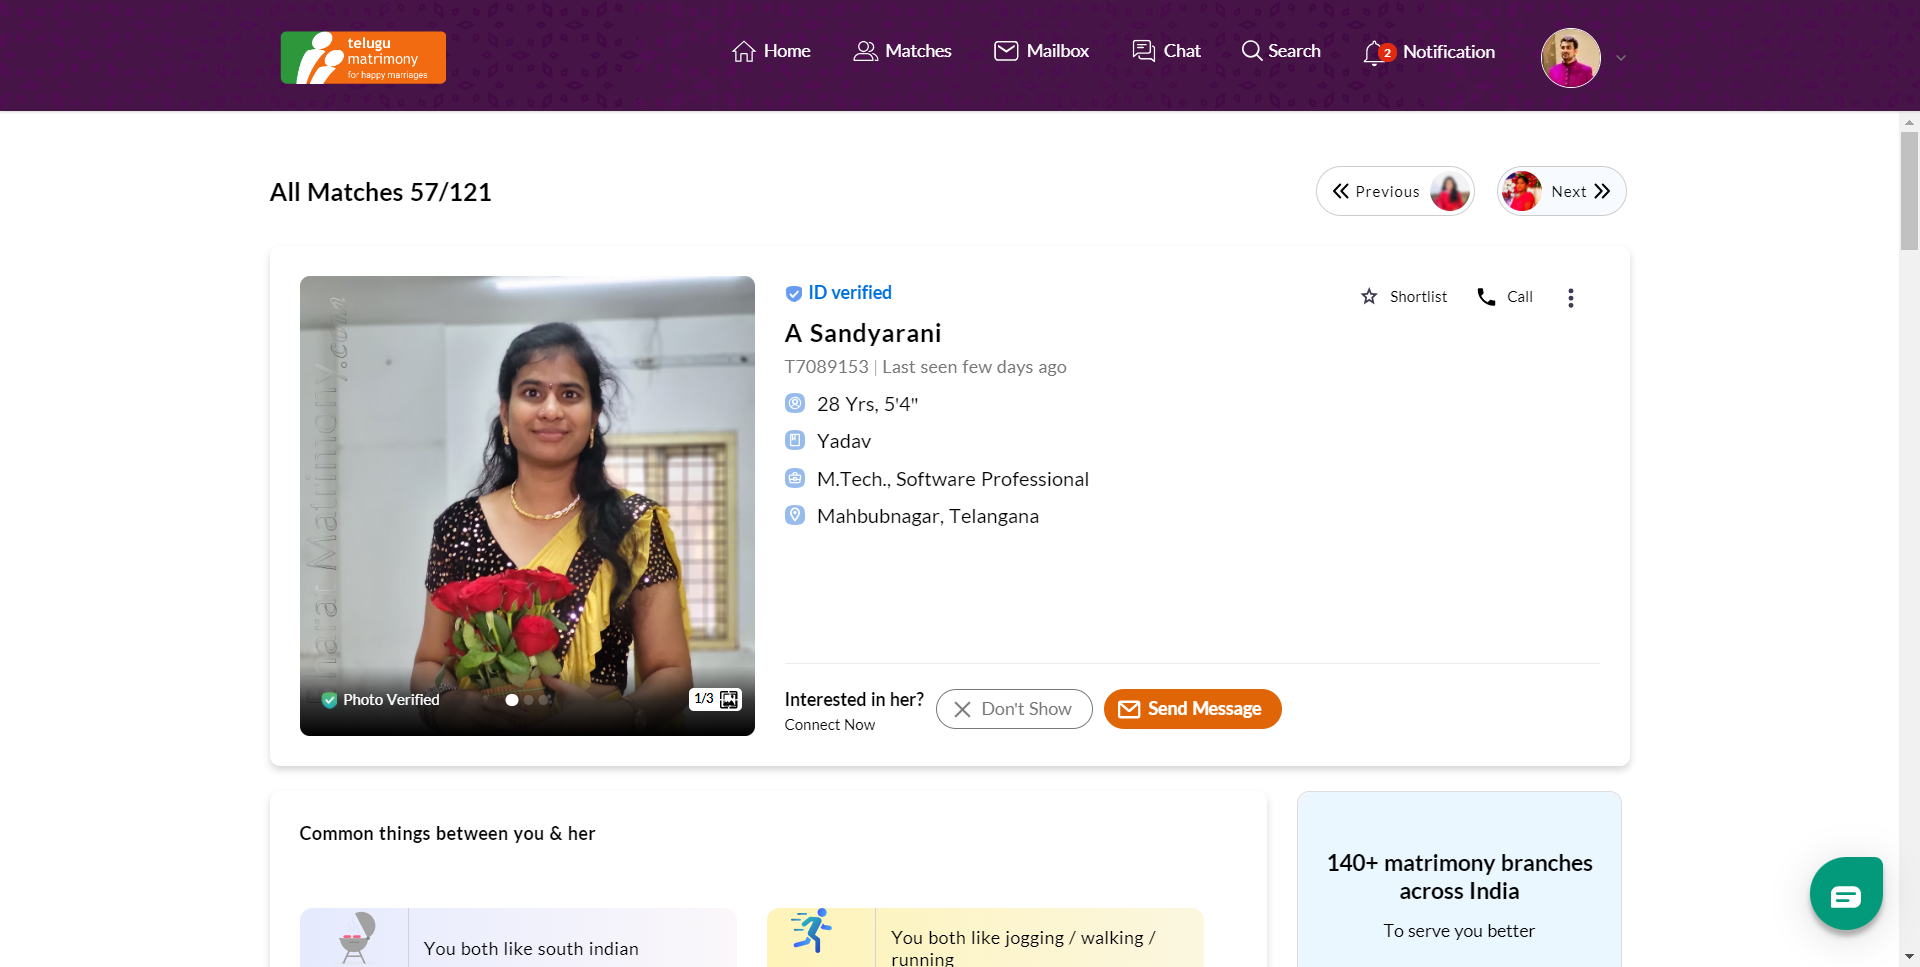 telugu
matrimony
for happy marriages
Home
Matches
Mailbox
Chat
Search
2
Notification
All Matches 57/121
Previous
Next
ID verified
Shortlist
Call
A Sandyarani
T7089153 | Last seen few days ago
28 Yrs, 5'4"
Yadav
M.Tech., Software Professional
Mahbubnagar, Telangana
Matrimony.com
Photo Verified
1/3
Interested in her?
Connect Now
Don't Show
Send Message
Common things between you & her
You both like south indian
You both like jogging / walking /
running
140+ matrimony branches
across India
To serve you better